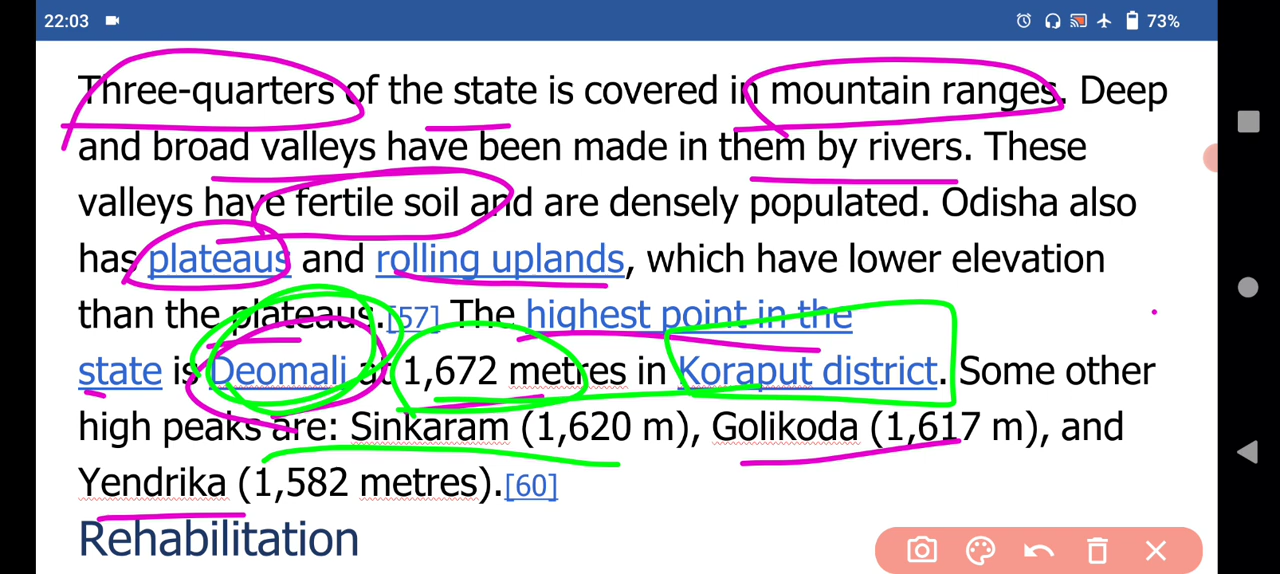 22:03 73%
Three-quarters of the state is covered in mountain ranges. Deep
and broad valleys have been made in them by rivers. These
valleys have fertile soil and are densely populated. Odisha also
has plateaus and rolling uplands, which have lower elevation
than the plateaus.[57] The highest point in the
state is Deomali at 1,672 metres in Koraput district. Some other
high peaks are: Sinkaram (1,620 m), Golikoda (1,617 m), and
Yendrika (1,582 metres).[60]
Rehabilitation